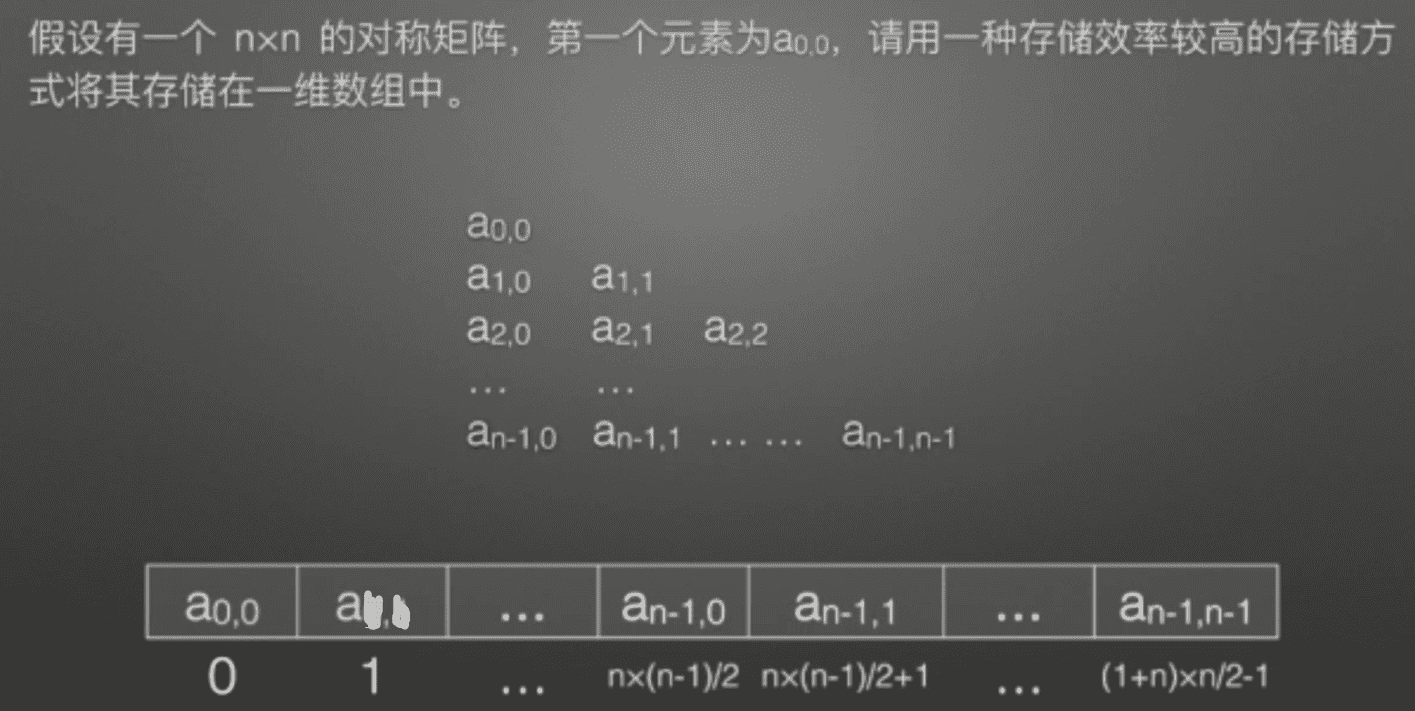 假设有一个 n×n 的对称矩阵，第一个元素为a0,0，请用一种存储效率较高的存储方
式将其存储在一维数组中。
a0,0
a1,0 a1,1
a2,0 a2,1 a2,2
... ...
an-1,0 an-1,1 ... ... an-1,n-1
a0,0 a ... an-1,0 an-1,1 ... an-1,n-1
0 1 ... n×(n-1)/2 n×(n-1)/2+1 ... (1+n)×n/2-1